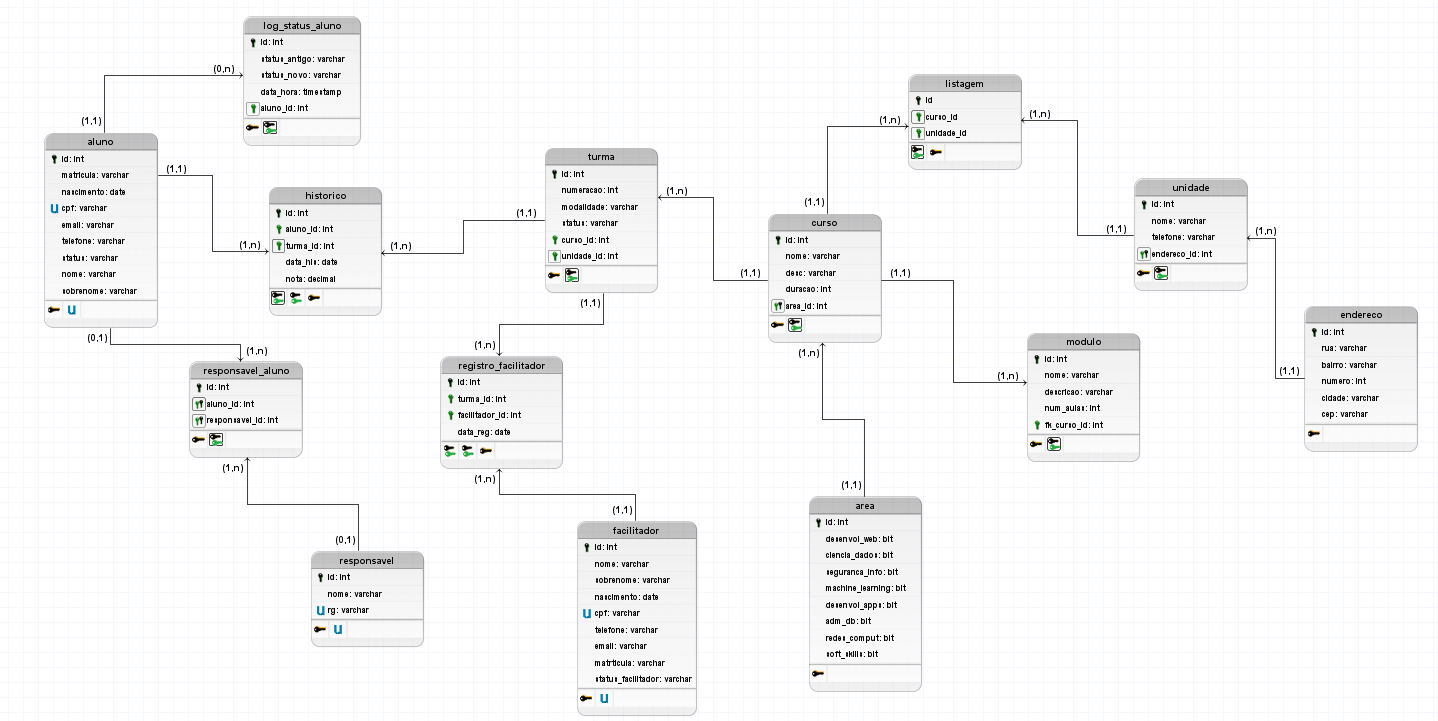 log_status_aluno
id: int
status_antigo: varchar
status_novo: varchar
data_hora: timestamp
aluno_id: int
(0,n)
(1,1)
aluno
id: int
matricula: varchar
nascimento: date
U cpf: varchar
email: varchar
telefone: varchar
status: varchar
nome: varchar
sobrenome: varchar
U
(1,1)
(1,n)
historico
id: int
aluno_id: int
turma_id: int
data_his: date
nota: decimal
(1,n)
(1,1)
turma
id: int
numeracao: int
modalidade: varchar
status: varchar
curso_id: int
unidade_id: int
(1,n)
(1,1)
curso
id: int
nome: varchar
desc: varchar
duracao: int
area_id: int
(1,1)
(1,n)
listagem
id
curso_id
unidade_id
(1,n)
(1,1)
unidade
id: int
nome: varchar
telefone: varchar
endereco_id: int
(1,n)
(1,1)
endereco
id: int
rua: varchar
bairro: varchar
numero: int
cidade: varchar
cep: varchar
(1,1)
(1,n)
modulo
id: int
nome: varchar
descricao: varchar
num_aulas: int
fk_curso_id: int
(0,1)
(1,n)
responsavel_aluno
id: int
aluno_id: int
responsavel_id: int
(1,n)
(0,1)
responsavel
id: int
nome: varchar
U rg: varchar
U
(1,1)
(1,n)
registro_facilitador
id: int
turma_id: int
facilitador_id: int
data_reg: date
(1,n)
(1,1)
facilitador
id: int
nome: varchar
sobrenome: varchar
nascimento: date
U cpf: varchar
telefone: varchar
email: varchar
matrticula: varchar
status_facilitador: varchar
U
(1,n)
(1,1)
area
id: int
desenvol_web: bit
ciencia_dados: bit
seguranca_info: bit
machine_learning: bit
desenvol_apps: bit
adm_db: bit
redes_comput: bit
soft_skills: bit